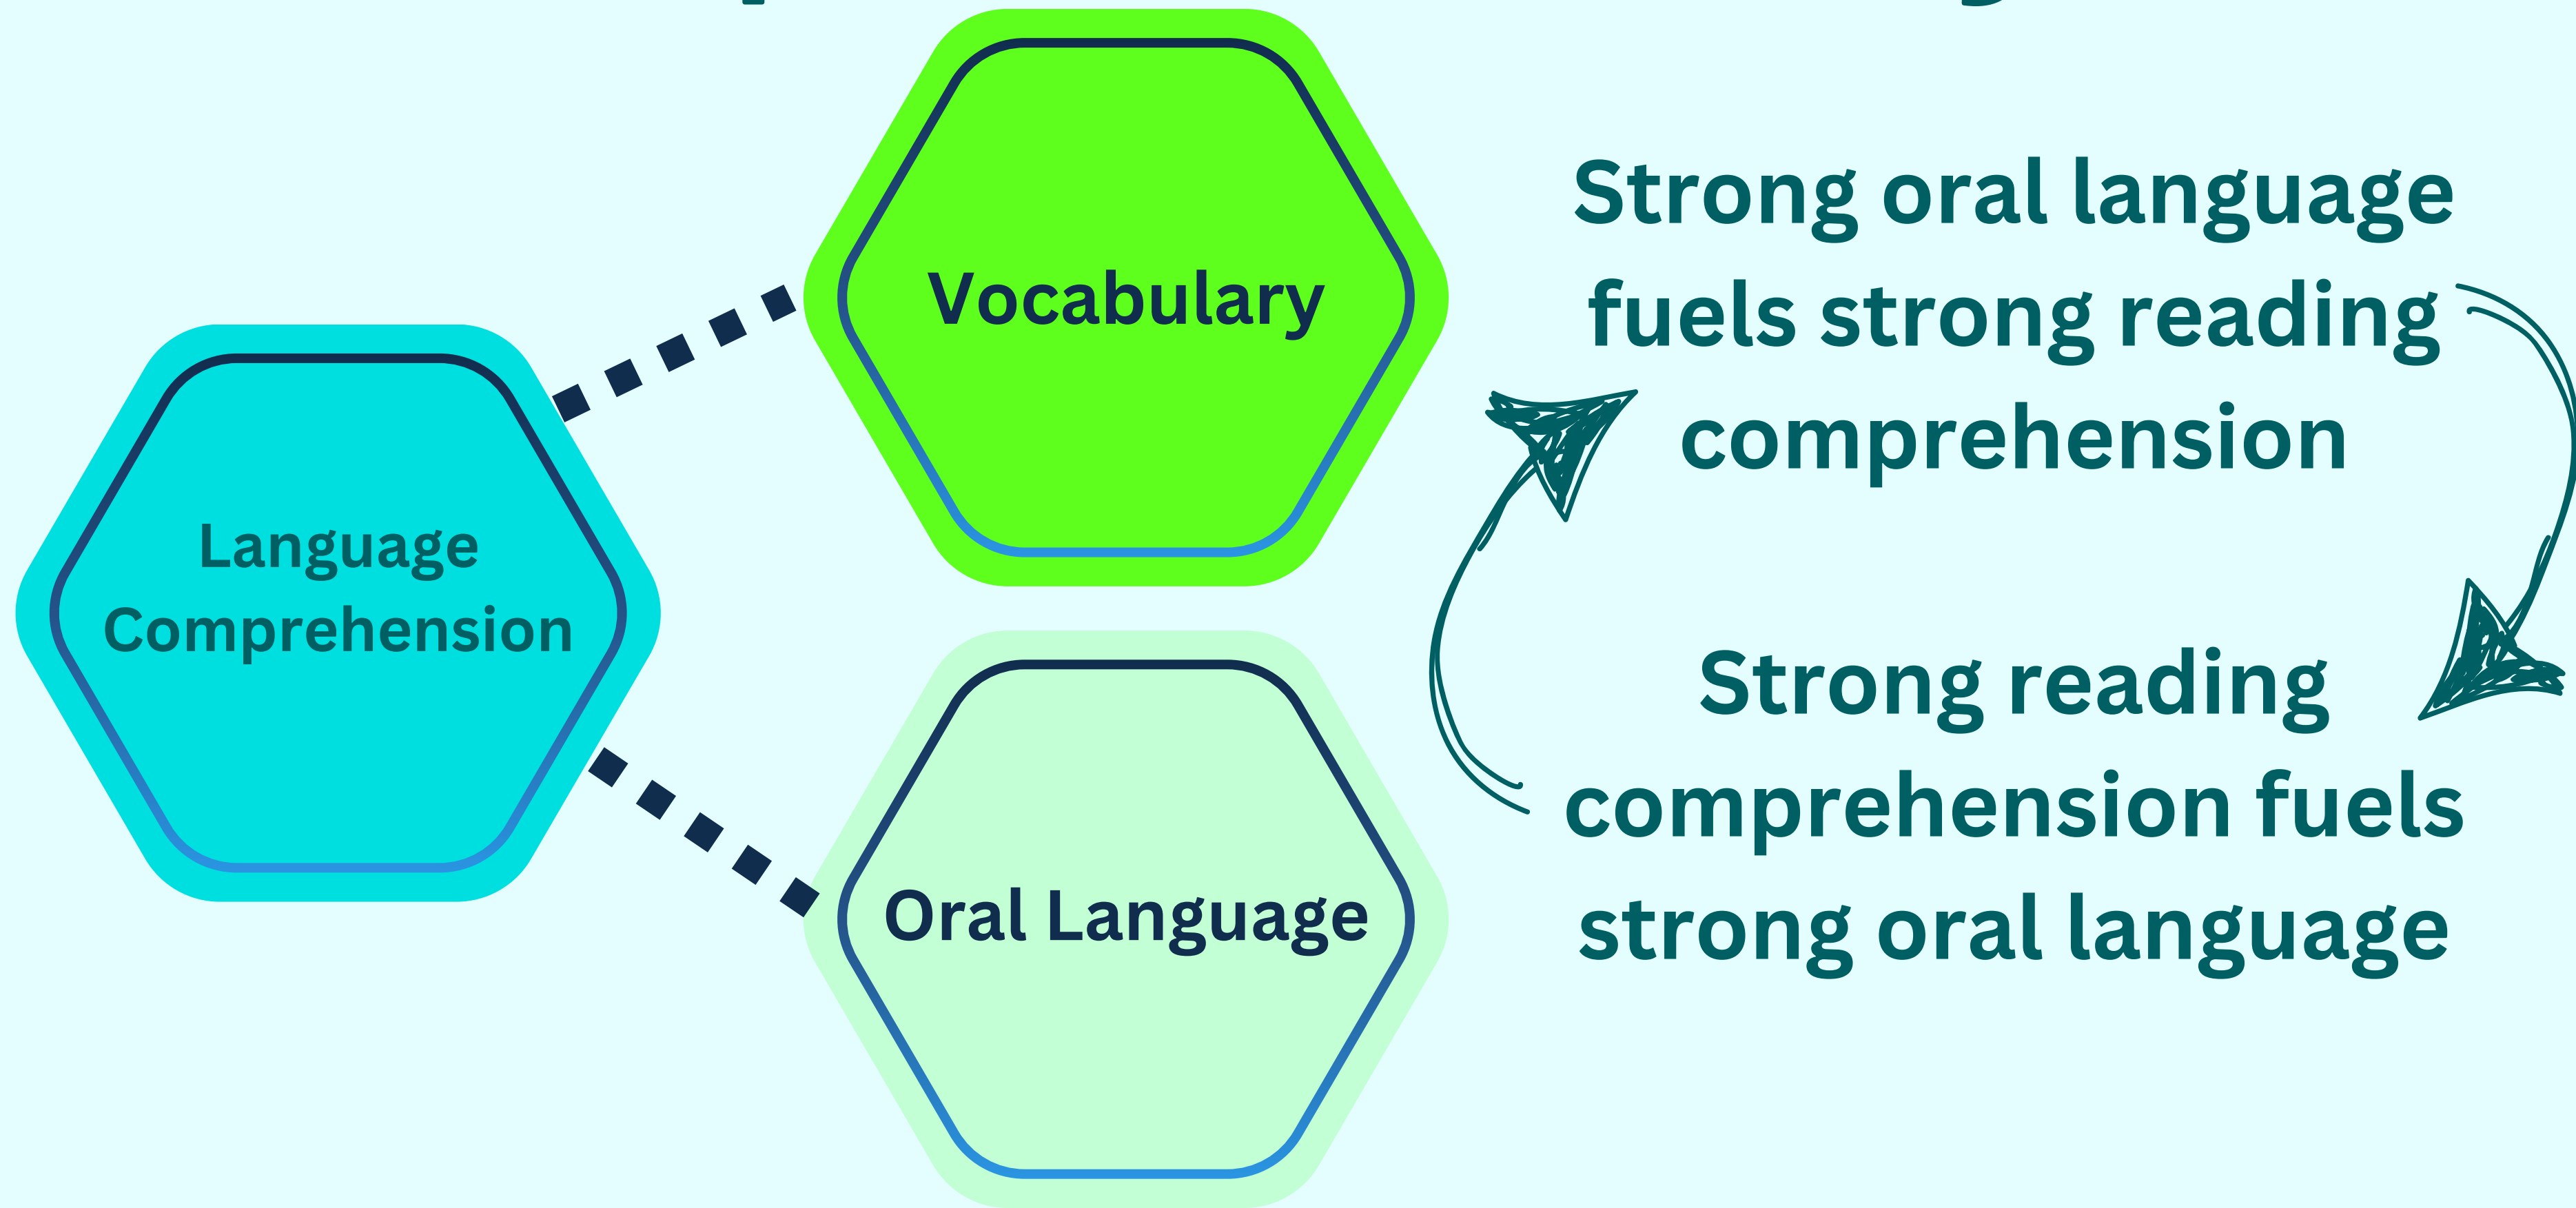 Vocabulary
Language
Comprehension
Oral Language
Strong oral language
fuels strong reading
comprehension
Strong reading
comprehension fuels
strong oral language